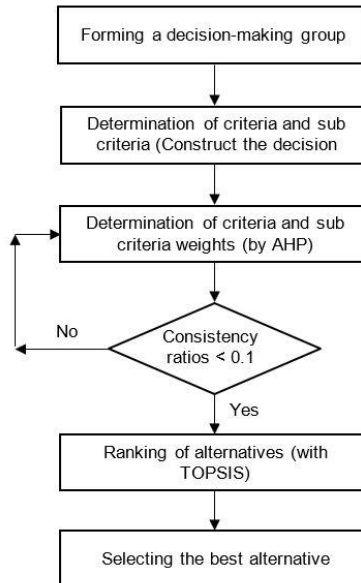 Forming a decision-making group
Determination of criteria and sub
criteria (Construct the decision
Determination of criteria and sub
criteria weights (by AHP)
No
Consistency
ratios < 0.1
Yes
Ranking of alternatives (with
TOPSIS)
Selecting the best alternative